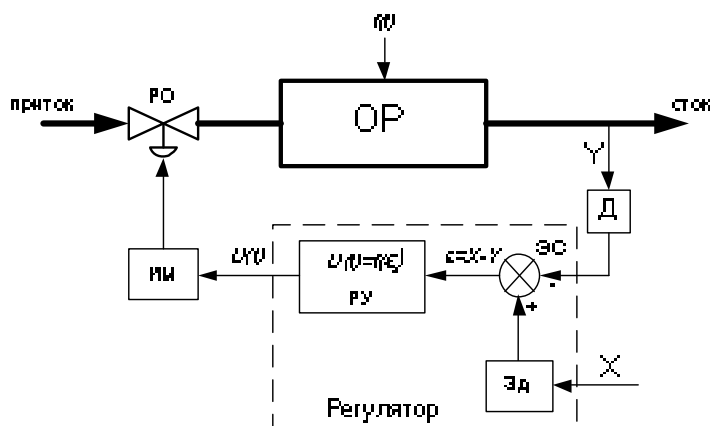 f(t)
РО
приток
ОР
сток
Y
Д
ЭС
U(t)
U(t)=f(ε)
ε=X-Y
ИМ
РУ
-
+
Зд
X
Регулятор